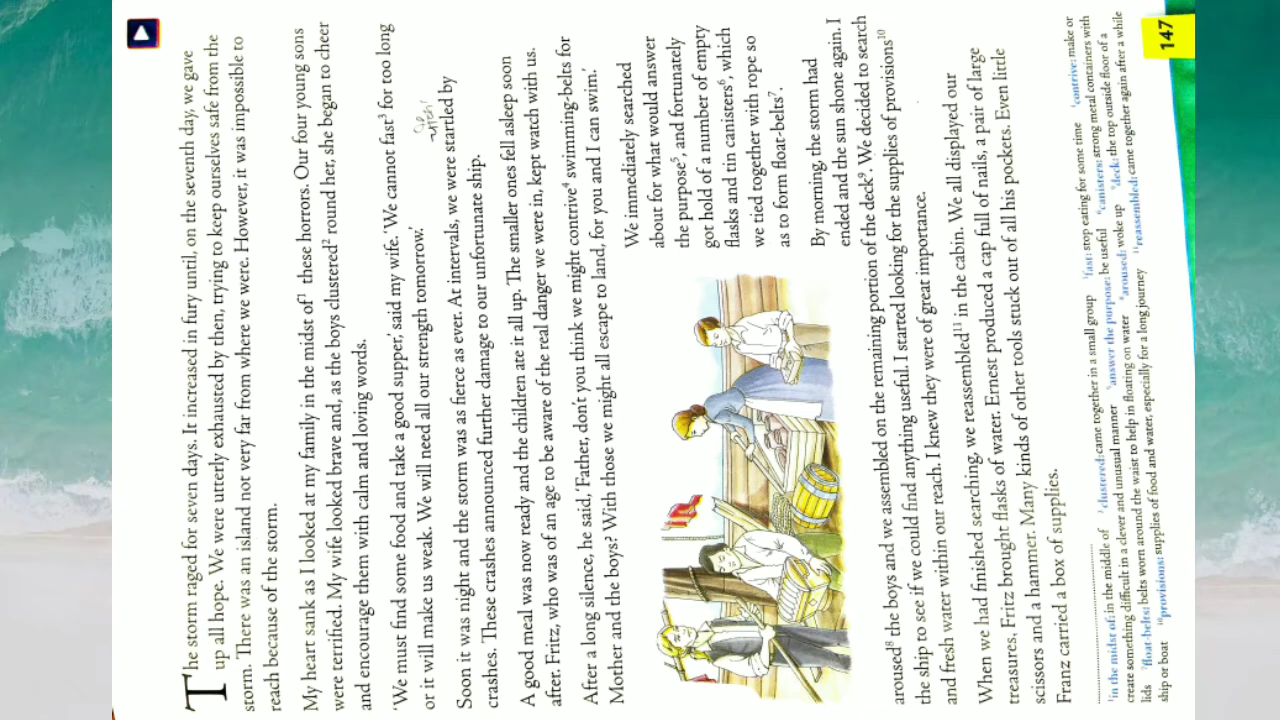 The storm raged for seven days. It increased in fury until, on the seventh day, we gave
up all hope. We were utterly exhausted by then, trying to keep ourselves safe from the
storm. There was an island not very far from where we were. However, it was impossible to
reach because of the storm.
My heart sank as I looked at my family in the midst of¹ these horrors. Our four young sons
were terrified. My wife looked brave and, as the boys clustered² round her, she began to cheer
and encourage them with calm and loving words.
'We must find some food and take a good supper,' said my wife. 'We cannot fast³ for too long
or it will make us weak. We will need all our strength tomorrow.'
Soon it was night and the storm was as fierce as ever. At intervals, we were startled by
crashes. These crashes announced further damage to our unfortunate ship.
A good meal was now ready and the children ate it all up. The smaller ones fell asleep soon
after. Fritz, who was of an age to be aware of the real danger we were in, kept watch with us.
After a long silence, he said, 'Father, don't you think we might contrive⁴ swimming-belts for
Mother and the boys? With those we might all escape to land, for you and I can swim.'
We immediately searched
about for what would answer
the purpose⁵, and fortunately
got hold of a number of empty
flasks and tin canisters⁶, which
we tied together with rope so
as to form float-belts⁷.
By morning, the storm had
ended and the sun shone again. I
aroused⁸ the boys and we assembled on the remaining portion of the deck⁹. We decided to search
the ship to see if we could find anything useful. I started looking for the supplies of provisions¹⁰
and fresh water within our reach. I knew they were of great importance.
When we had finished searching, we reassembled¹¹ in the cabin. We all displayed our
treasures. Fritz brought flaks of water. Ernest produced a cap full of nails, a pair of large
scissors and a hammer. Many kinds of other tools stuck out of all his pockets. Even little
Franz carried a box of supplies.
¹in the midst of: in the middle of ²clustered: came together in a small group ³fast: stop eating for some time ⁴contrive: make or
create something difficult in a clever and unusual manner ⁵answer the purpose: be useful ⁶canisters: strong metal containers with
lids ⁷float-belts: belts worn around the waist to help in floating on water ⁸aroused: woke up ⁹deck: the top outside floor of a
ship or boat ¹⁰provisions: supplies of food and water, especially for a long journey ¹¹reassembled: came together again after a while
147